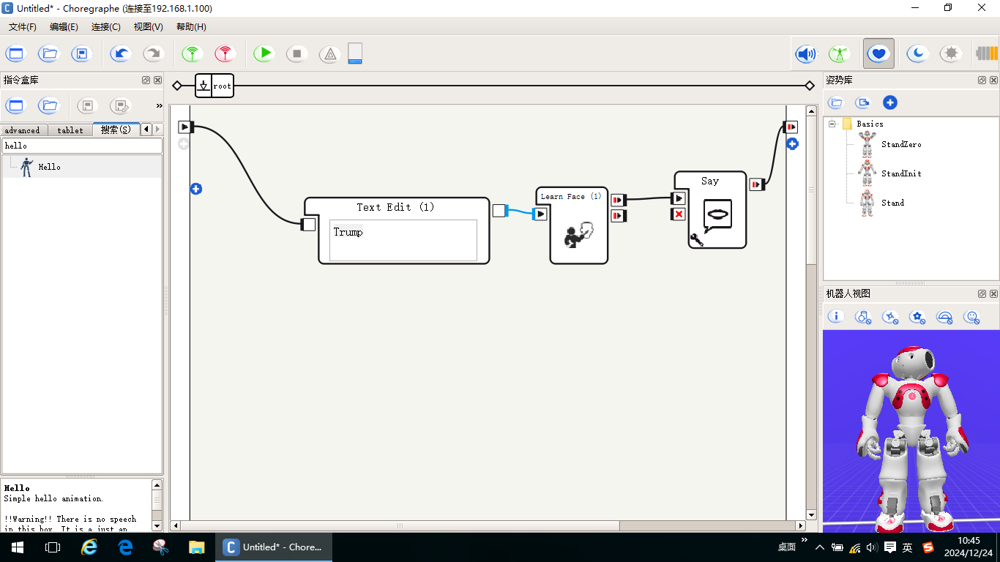 Untitled* - Choregraphe (连接至192.168.1.100)
文件(F) 编辑(E) 连接(C) 视图(V) 帮助(H)
指令盒库
advanced tablet 搜索(S)
hello
Hello
Hello
Simple hello animation.
!!Warning!! There is no speech
in this box. It is a just an
root
Text Edit (1)
Trump
Learn Face (1)
Say
姿势库
Basics
StandZero
StandInit
Stand
机器人视图
Untitled* - Chore...
桌面
英
10:45
2024/12/24